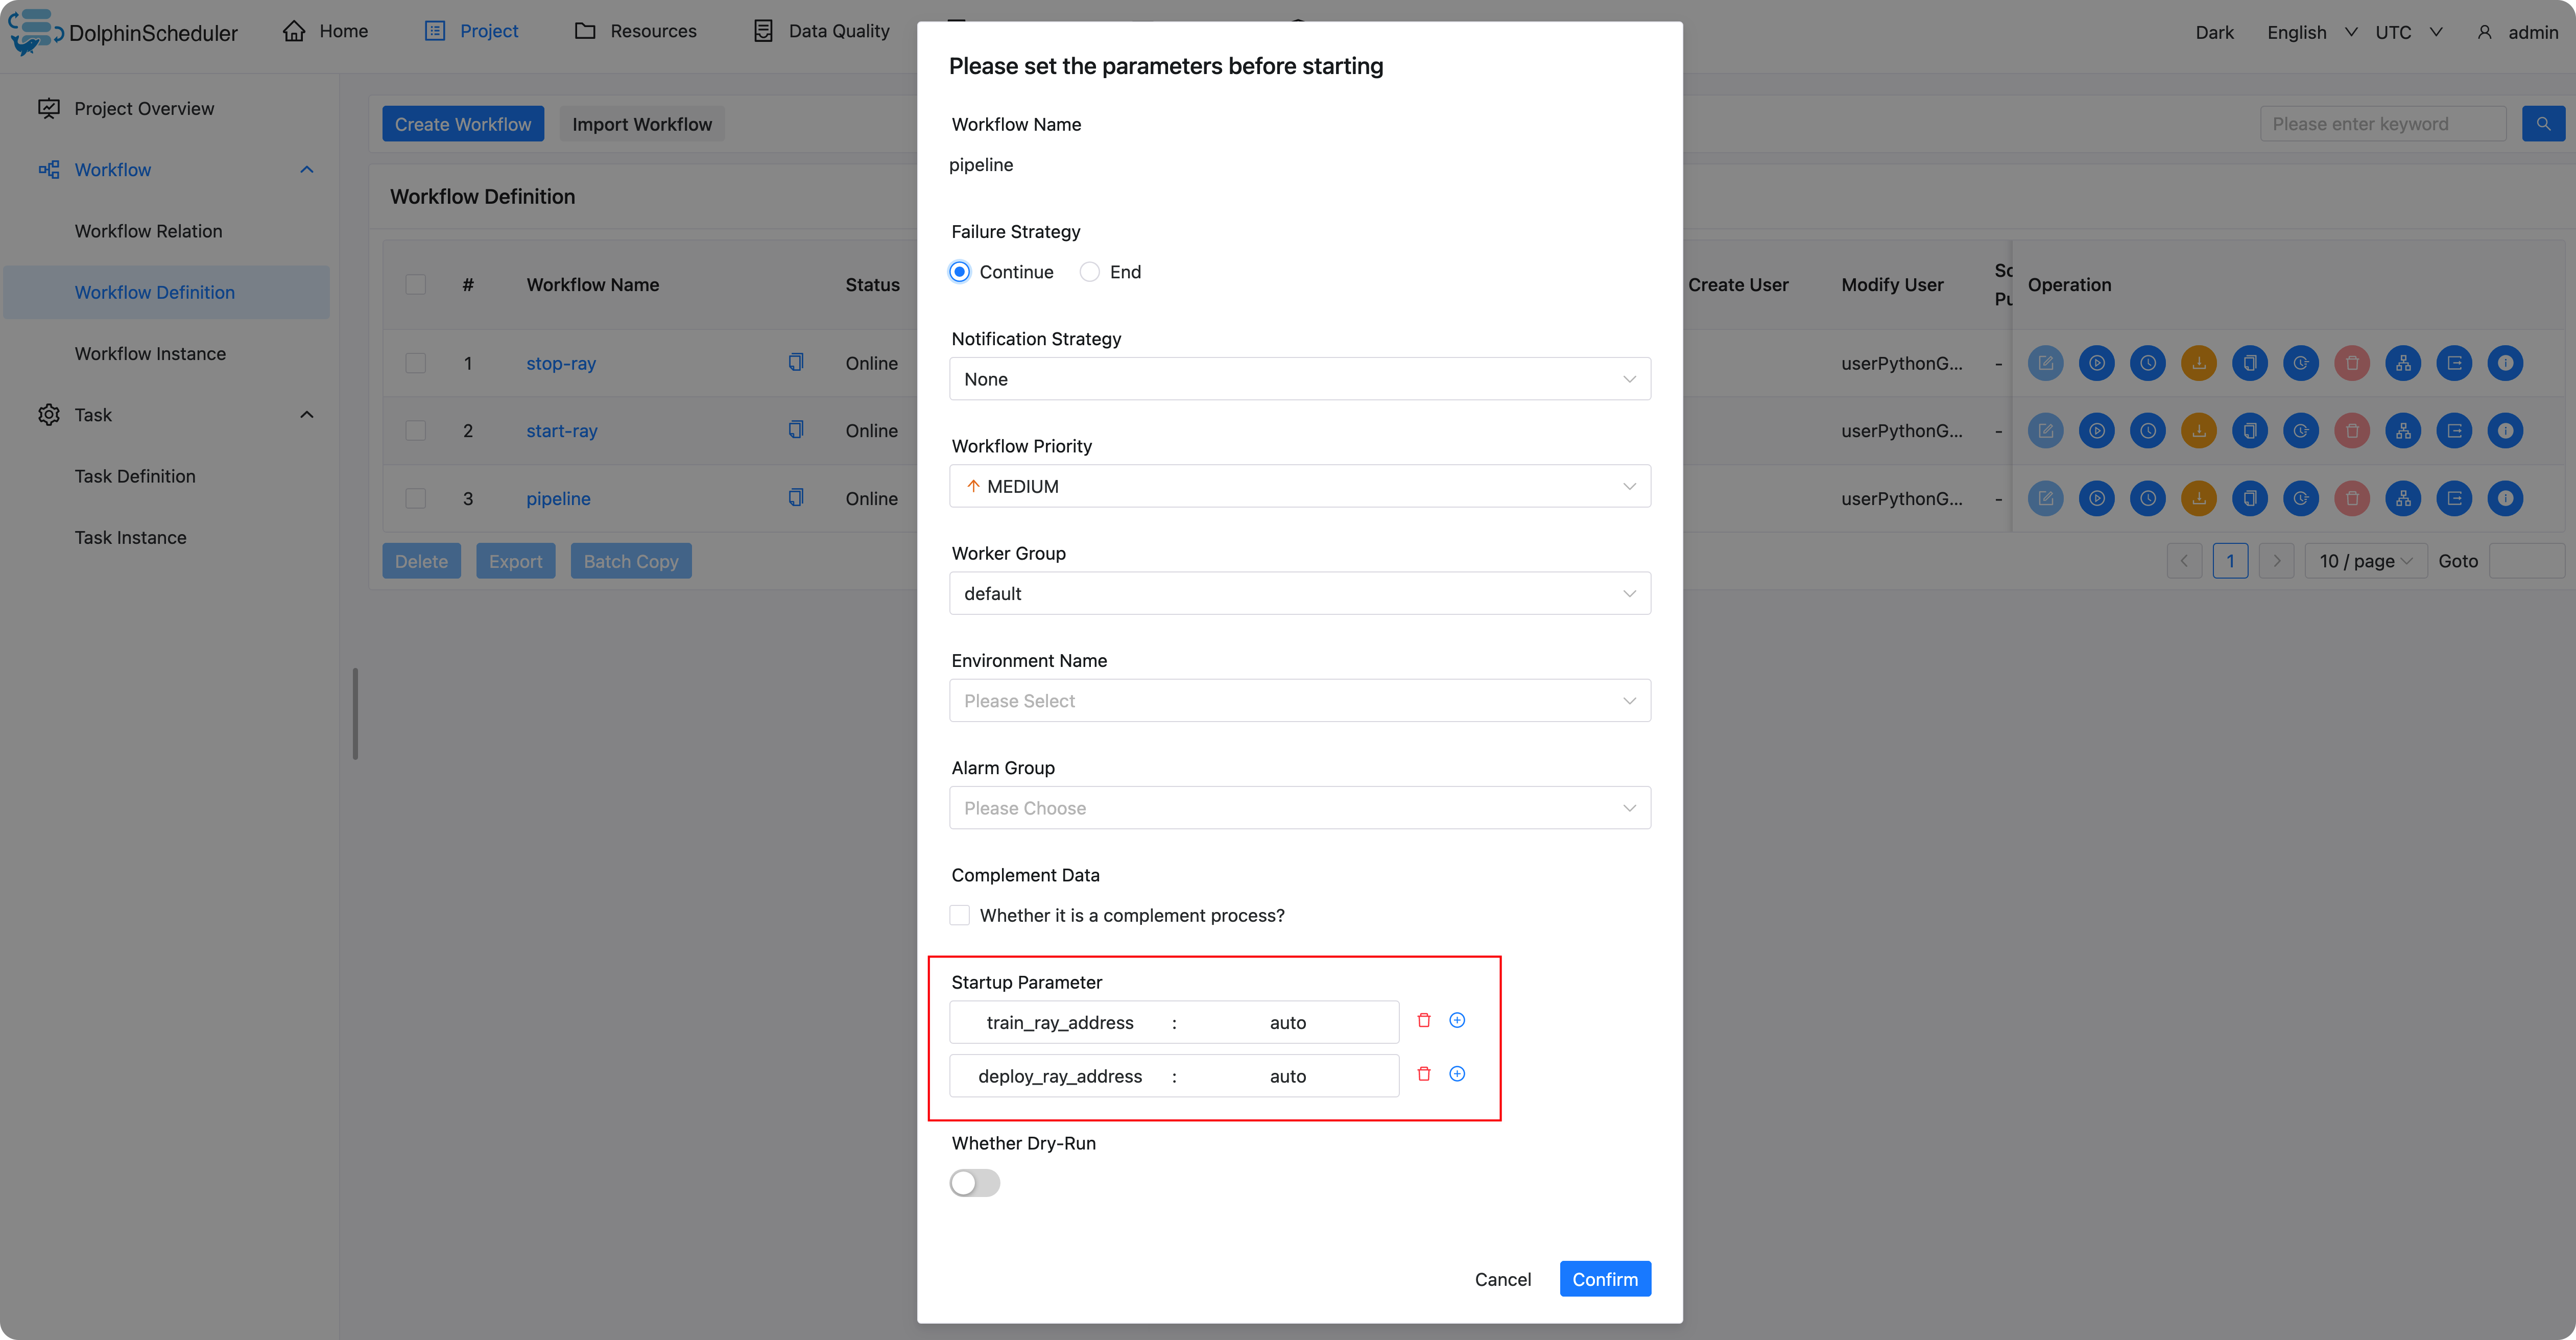 DolphinScheduler
Home
Project
Resources
Data Quality
Dark
English
UTC
admin
Project Overview
Workflow
Workflow Relation
Workflow Definition
Workflow Instance
Task
Task Definition
Task Instance
Create Workflow
Import Workflow
Please enter keyword
Workflow Definition
# Workflow Name Status Create User Modify User Operation
1 stop-ray Online userPythonG... -
2 start-ray Online userPythonG... -
3 pipeline Online userPythonG... -
Delete
Export
Batch Copy
1
10 / page
Goto
Please set the parameters before starting
Workflow Name
pipeline
Failure Strategy
Continue
End
Notification Strategy
None
Workflow Priority
MEDIUM
Worker Group
default
Environment Name
Please Select
Alarm Group
Please Choose
Complement Data
Whether it is a complement process?
Startup Parameter
train_ray_address : auto
deploy_ray_address : auto
Whether Dry-Run
Cancel
Confirm